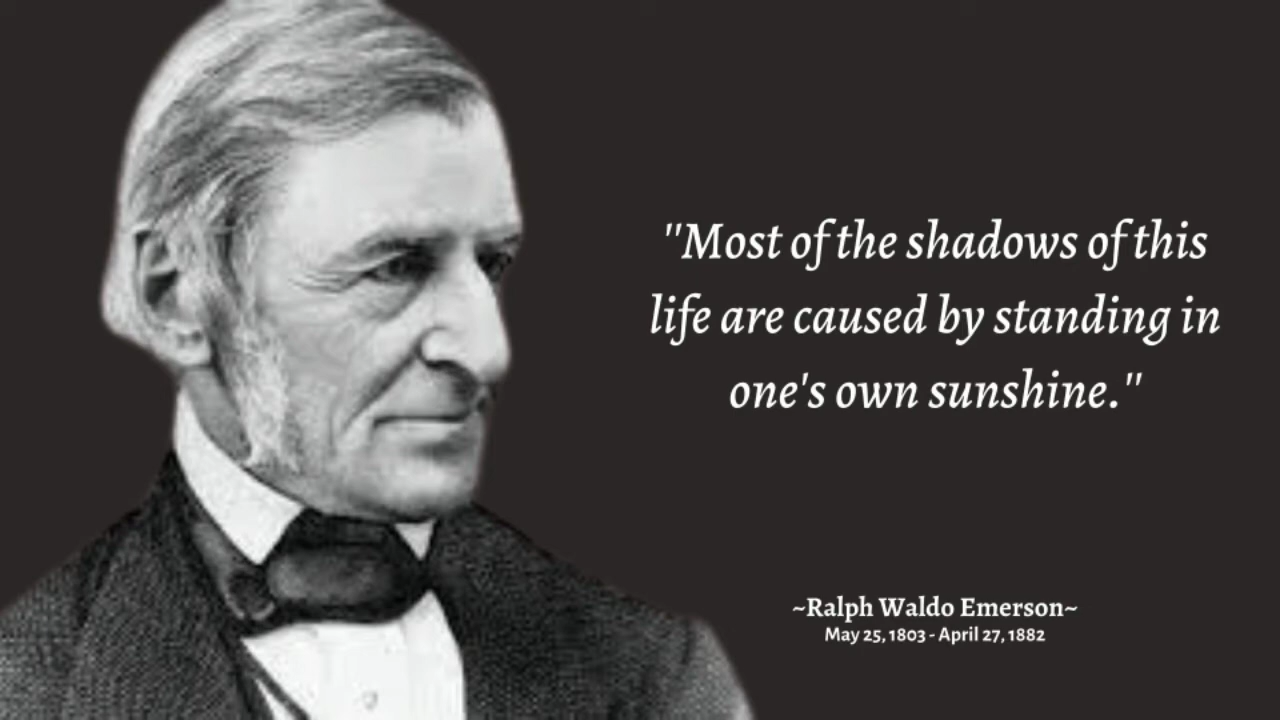 "Most of the shadows of this
life are caused by standing in
one's own sunshine."
~Ralph Waldo Emerson~
May 25, 1803 - April 27, 1882